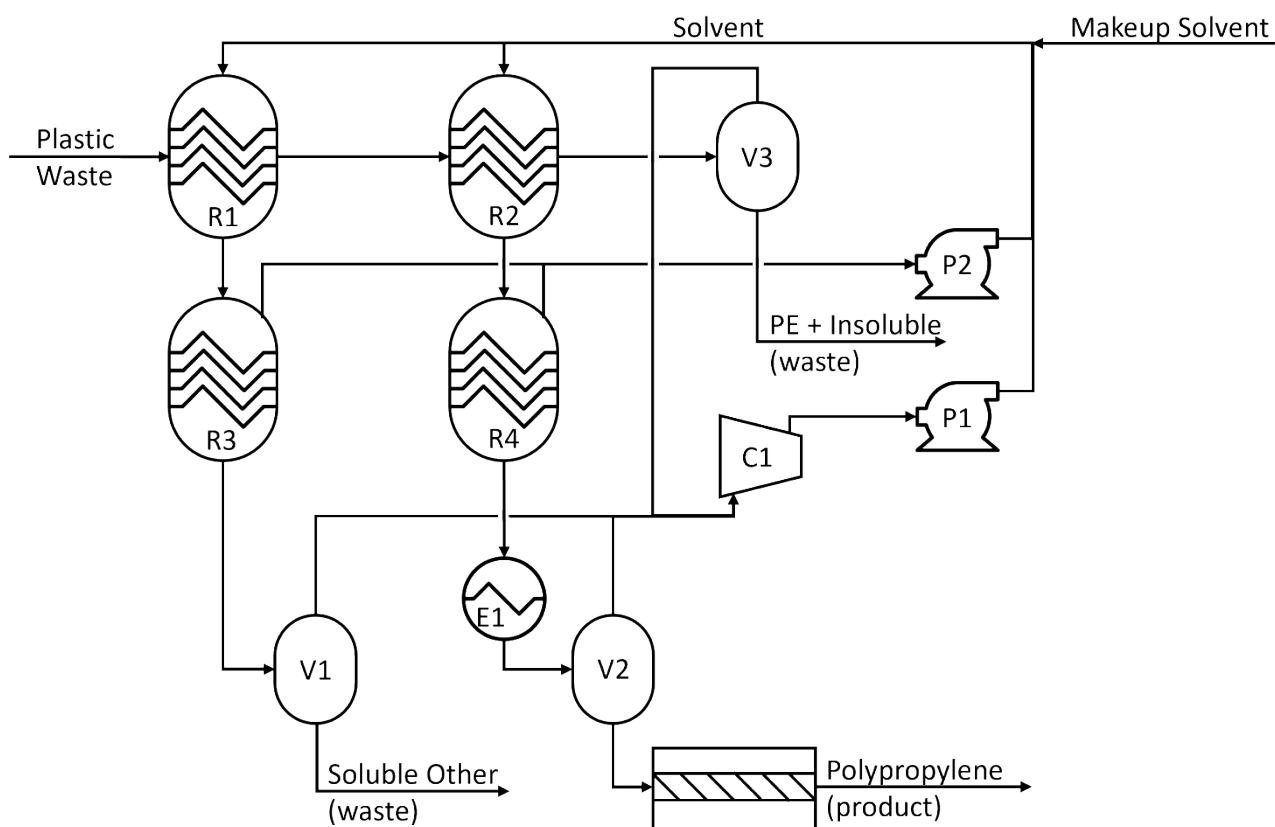 Solvent
Makeup Solvent
Plastic
Waste
R1
R2
V3
P2
PE + Insoluble
(waste)
R3
R4
P1
C1
E1
V1
V2
Soluble Other
(waste)
Polypropylene
(product)